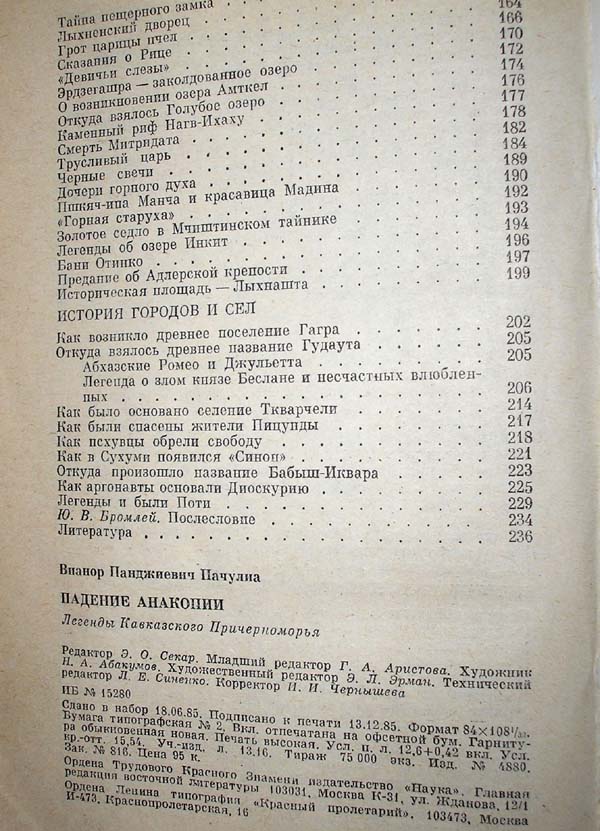 Тайна пещерного замка . . . . . . . . . . 164
Лыхненский дворец . . . . . . . . . . 166
Грот царицы пчел . . . . . . . . . . 170
Сказания о Рице . . . . . . . . . . 172
«Девичьи слезы» . . . . . . . . . . 174
Эрдзегашра — заколдованное озеро . . . . . . 176
О возникновении озера Амткел . . . . . . . 177
Откуда взялось Голубое озеро . . . . . . . 178
Каменный риф Нагв-Ихаху . . . . . . . . 182
Смерть Митридата . . . . . . . . . . 184
Трусливый царь . . . . . . . . . . 189
Черные свечи . . . . . . . . . . 190
Дочери горного духа . . . . . . . . . . 192
Пшкяч-ипа Манча и красавица Мадина . . . . . 193
«Горная старуха» . . . . . . . . . . 194
Золотое седло в Мчиштинском тайнике . . . . . 196
Легенды об озере Инкит . . . . . . . . 197
Бани Отинко . . . . . . . . . . 199
Предание об Адлерской крепости . . . . . . .
Историческая площадь — Лыхнашта . . . . . .
ИСТОРИЯ ГОРОДОВ И СЕЛ
Как возникло древнее поселение Гагра . . . . . 202
Откуда взялось древнее название Гудаута . . . . 205
Абхазские Ромео и Джульетта . . . . . . . 205
Легенда о злом князе Беслане и несчастных влюблен-
ных . . . . . . . . . . 206
Как было основано селение Ткварчели . . . . . 214
Как были спасены жители Пицунды . . . . . . 217
Как псхувцы обрели свободу . . . . . . . 218
Как в Сухуми появился «Синоп» . . . . . . 221
Откуда произошло название Бабыш-Иквара . . . . 223
Как аргонавты основали Диоскурию . . . . . . 225
Легенды и были Поти . . . . . . . . . 229
Ю. В. Бромлей. Послесловие . . . . . . . 234
Литература . . . . . . . . . . 236
Вианор Панджиевич Пачулиа
ПАДЕНИЕ АНАКОПИИ
Легенды Кавказского Причерноморья
Редактор Э. О. Секар. Младший редактор Г. А. Аристова. Художник
Н. А. Абакумов. Художественный редактор Э. Л. Эрман. Технический
редактор Л. Е. Синенко. Корректор И. И. Чернышева
ИБ № 15280
Сдано в набор 18.06.85. Подписано к печати 13.12.85. Формат 84×108¹/₃₂.
Бумага типографская № 2. Вкл. отпечатана на офсетной бум. Гарниту-
ра обыкновенная новая. Печать высокая. Усл. п. л. 12,6+0,42 вкл. Усл.
кр.-отт. 15,54. Уч.-изд. л. 13,16. Тираж 75 000 экз. Изд. № 4880.
Зак. № 816. Цена 95 к.
Ордена Трудового Красного Знамени издательство «Наука». Главная
редакция восточной литературы 103031, Москва К-31, ул. Жданова, 12/1
Ордена Ленина типография «Красный пролетарий». 103473, Москва
И-473, Краснопролетарская, 16